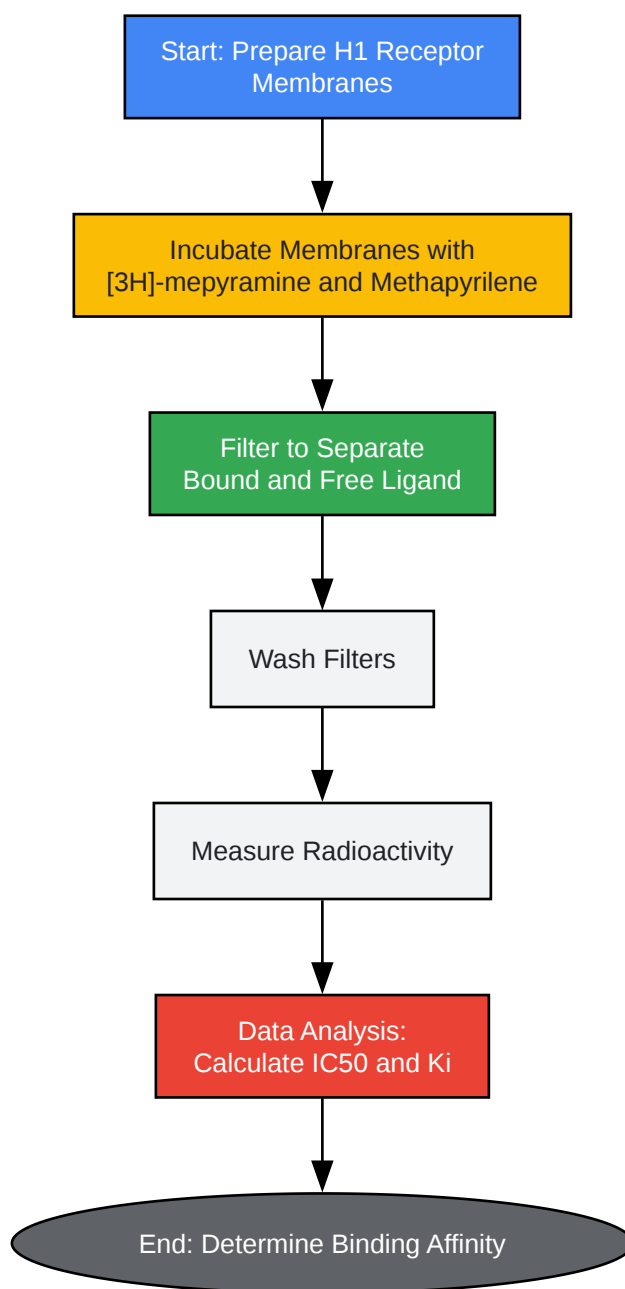 Start: Prepare H1 Receptor
Membranes
Incubate Membranes with
[3H]-mepyramine and Methapyrilene
Filter to Separate
Bound and Free Ligand
Wash Filters
Measure Radioactivity
Data Analysis:
Calculate IC50 and Ki
End: Determine Binding Affinity